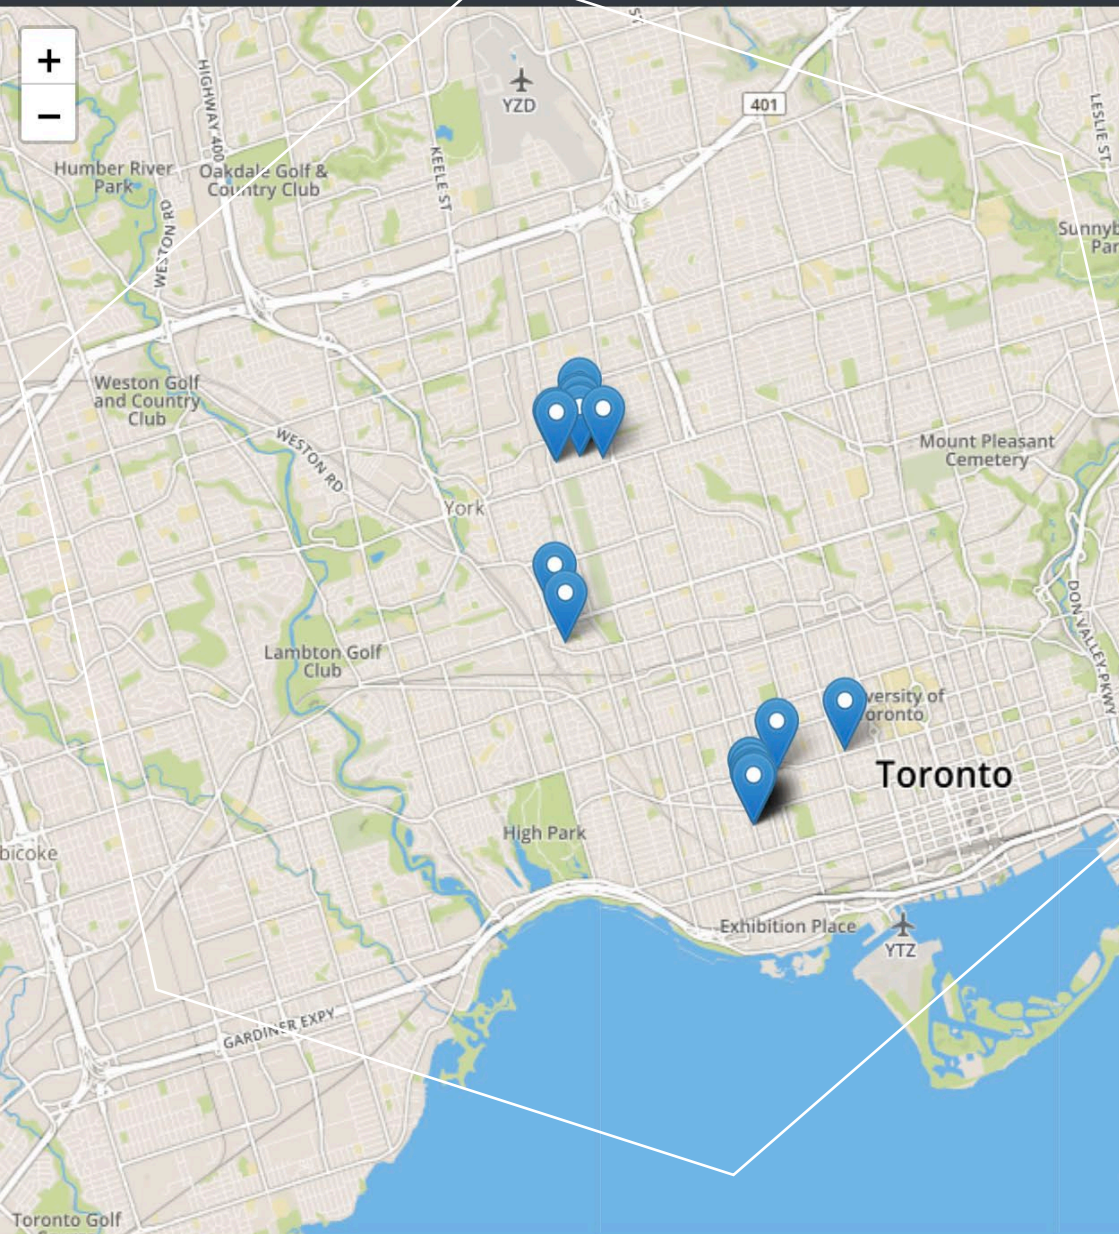 +
−
YZD
401
HIGHWAY 400
KEELE ST
LESLIE ST
Humber River
Park
Oakdale Golf &
Country Club
WESTON RD
Sunnyb
Par
Weston Golf
and Country
Club
WESTON RD
Mount Pleasant
Cemetery
York
DON VALLEY PKWY
Lambton Golf
Club
versity of
oronto
Toronto
High Park
bicoke
Exhibition Place
YTZ
GARDINER EXPY
Toronto Golf